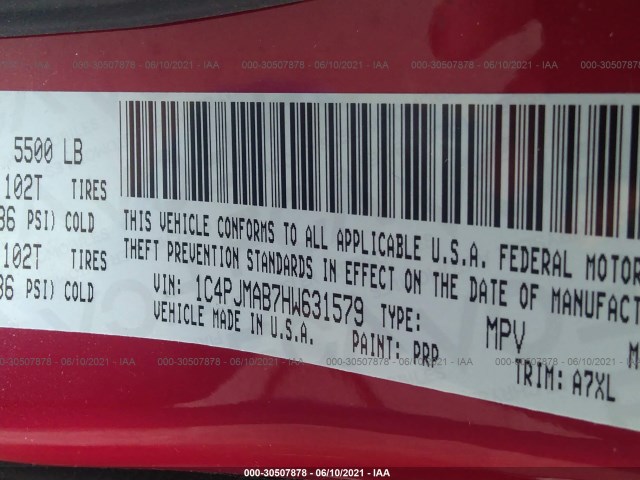 000-30507878 - 06/10/2021 - IAA
5500 LB
102T TIRES
36 PSI) COLD
102T TIRES
36 PSI) COLD
THIS VEHICLE CONFORMS TO ALL APPLICABLE U.S.A. FEDERAL MOTOR
THEFT PREVENTION STANDARDS IN EFFECT ON THE DATE OF MANUFACT
VIN: 1C4PJMAB7HW631579 TYPE: MPV
VEHICLE MADE IN U.S.A. PAINT: PRP M
TRIM: A7XL
000-30507878 - 06/10/2021 - IAA